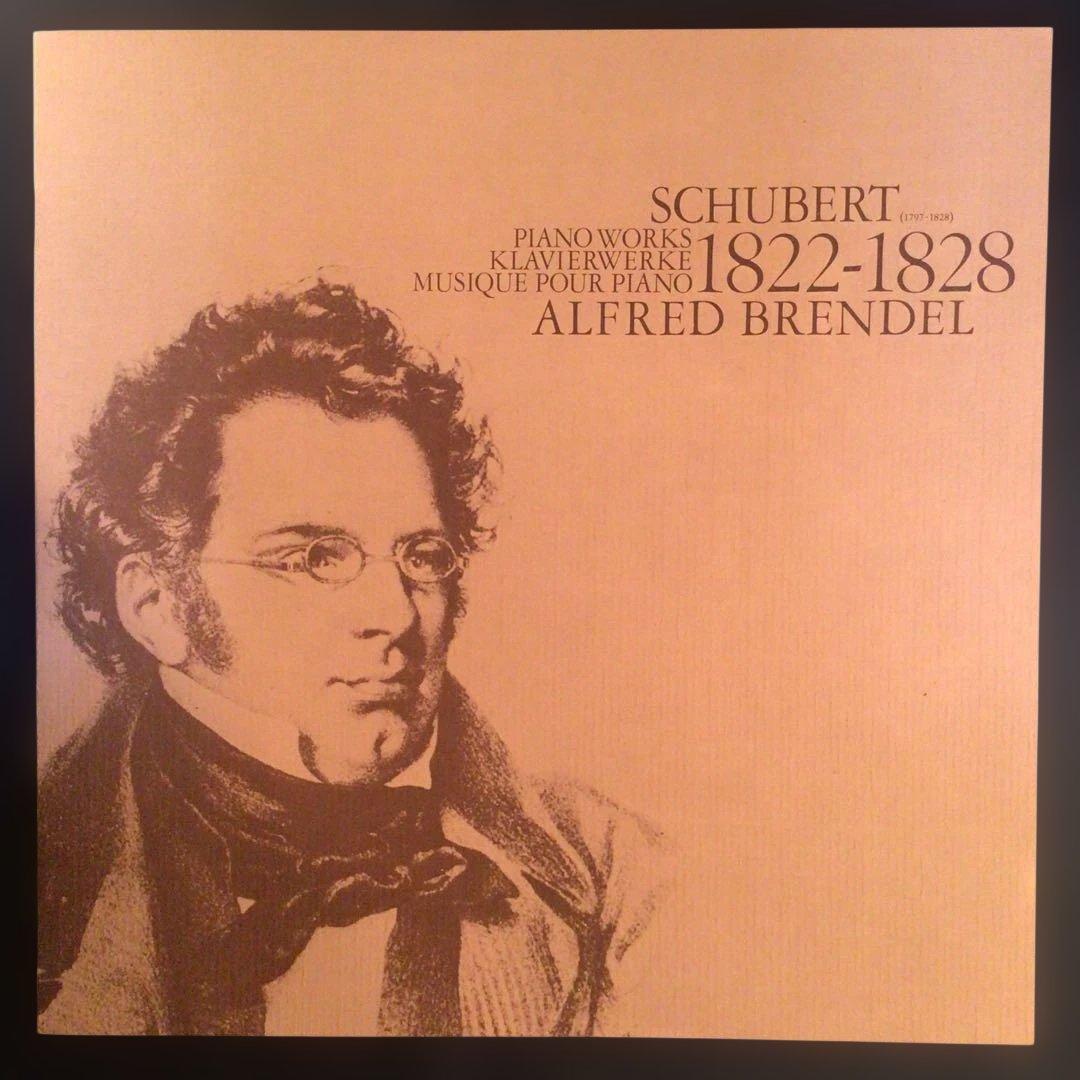 SCHUBERT (1797-1828)
PIANO WORKS
KLAVIERWERKE
MUSIQUE POUR PIANO
1822-1828
ALFRED BRENDEL